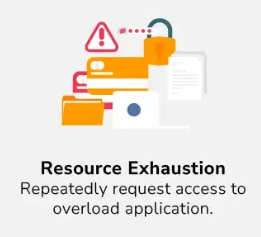 Resource Exhaustion
Repeatedly request access to
overload application.